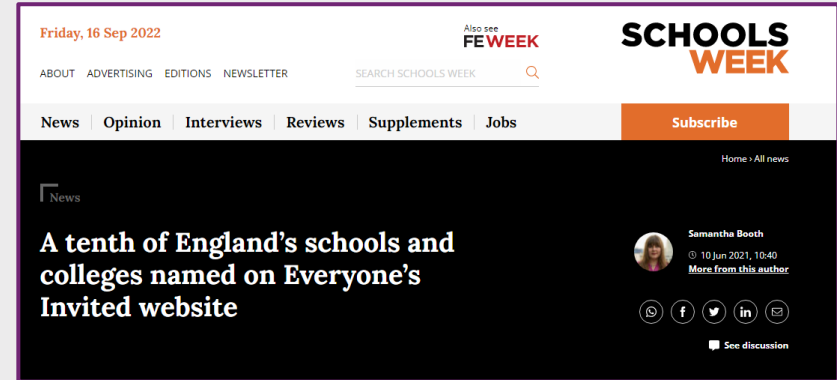 Friday, 16 Sep 2022
Also see
FEWEEK
SCHOOLS
WEEK
ABOUT ADVERTISING EDITIONS NEWSLETTER
SEARCH SCHOOLS WEEK
News Opinion Interviews Reviews Supplements Jobs
Subscribe
Home › All news
News
A tenth of England’s schools and
colleges named on Everyone’s
Invited website
Samantha Booth
10 Jun 2021, 10:40
More from this author
See discussion